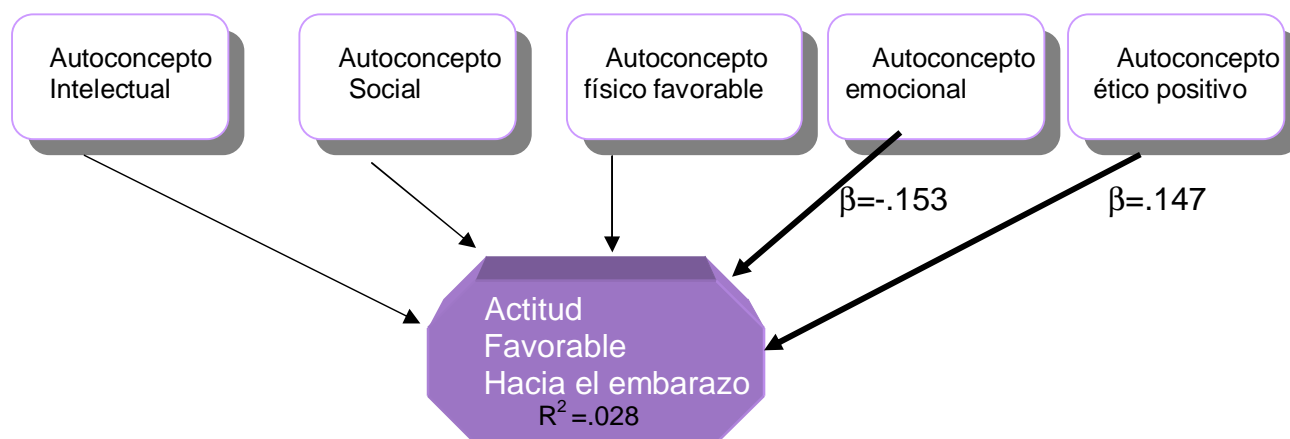 Autoconcepto
Intelectual
Autoconcepto
Social
Autoconcepto
físico favorable
Autoconcepto
emocional
Autoconcepto
ético positivo
β=-.153
β=.147
Actitud
Favorable
Hacia el embarazo
R² =.028